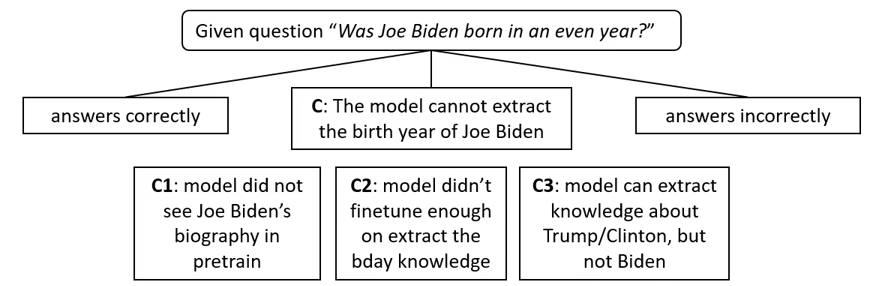 Given question “Was Joe Biden born in an even year?”
answers correctly
C: The model cannot extract
the birth year of Joe Biden
answers incorrectly
C1: model did not
see Joe Biden’s
biography in
pretrain
C2: model didn’t
finetune enough
on extract the
bday knowledge
C3: model can extract
knowledge about
Trump/Clinton, but
not Biden